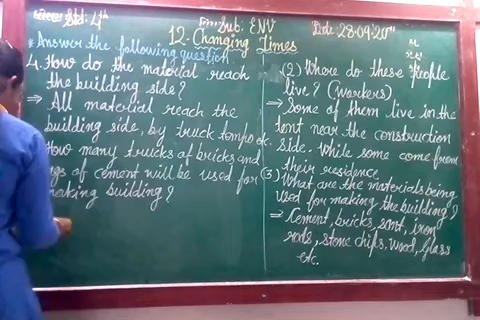 Std: 4th
Sub: ENV
Date 28.09.20
12. Changing Times
* Answer the following question
4. How do the material reach
the building side?
⇒ All material reach the
building side, by truck tempo etc.
How many trucks of bricks and
of cement will be used for
making building?
(2) Where do these People
live? (workers)
⇒ Some of them live in the
tent near the construction
side. While some come from
their residence
(3) What are the materials being
used for making the building?
⇒ Cement, bricks, sant, iron
rods, stone chips, wood, glass
etc.